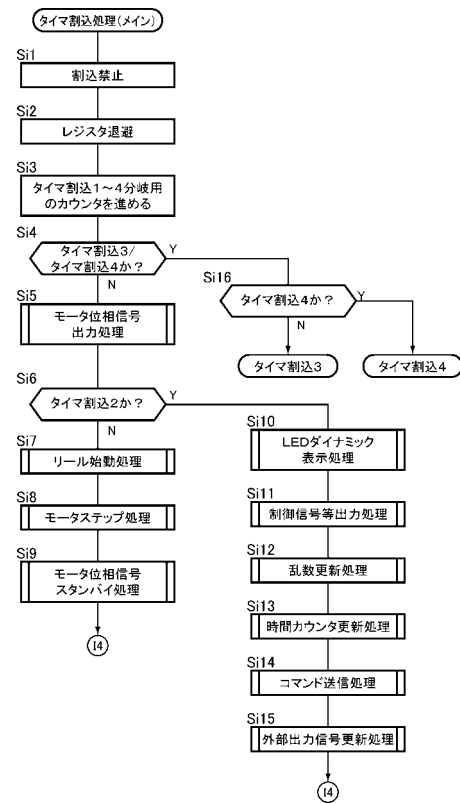 タイマ割込処理(メイン)
Si1
割込禁止
Si2
レジスタ退避
Si3
タイマ割込1～4分岐用
のカウンタを進める
Si4
タイマ割込3/
タイマ割込4か？
Y
N
Si16
タイマ割込4か？
Y
N
タイマ割込3
タイマ割込4
Si5
モータ位相信号
出力処理
Si6
タイマ割込2か？
Y
N
Si7
リール始動処理
Si8
モータステップ処理
Si9
モータ位相信号
スタンバイ処理
I4
Si10
LEDダイナミック
表示処理
Si11
制御信号等出力処理
Si12
乱数更新処理
Si13
時間カウンタ更新処理
Si14
コマンド送信処理
Si15
外部出力信号更新処理
I4